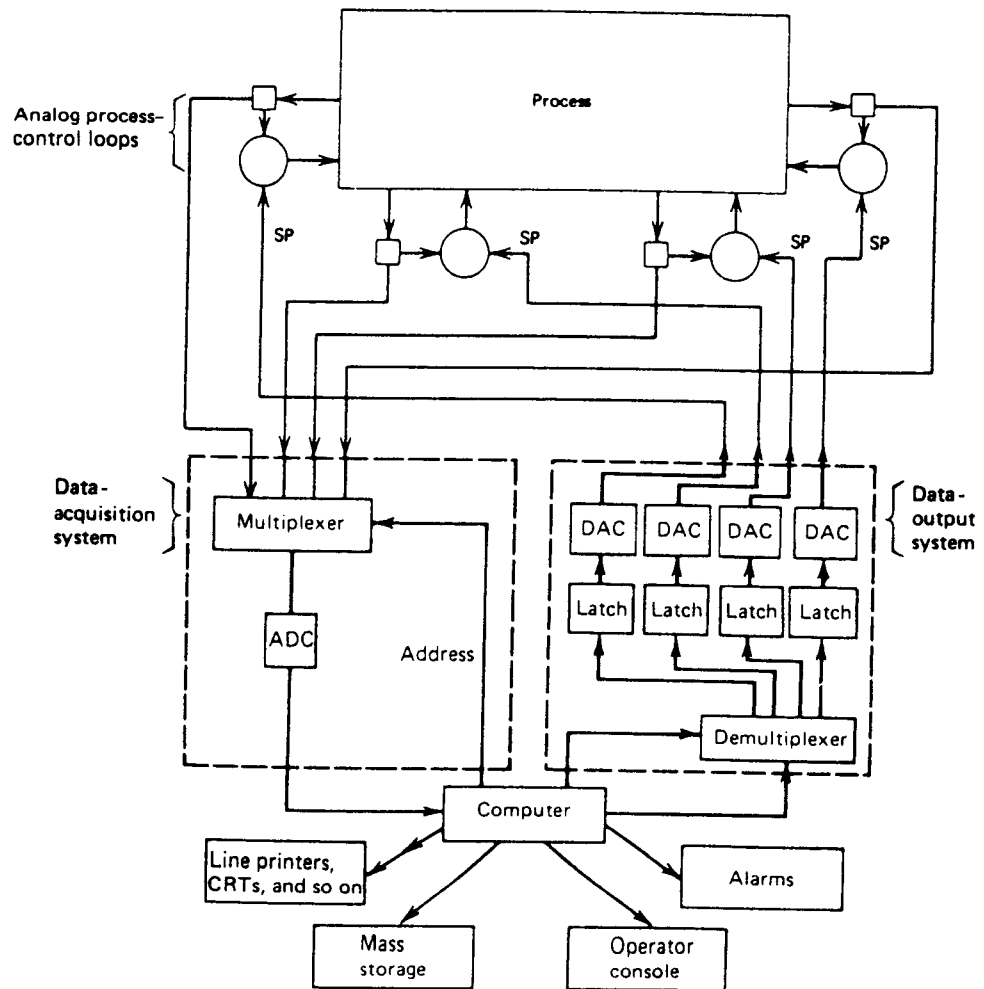 Process
Analog process-
control loops
SP
SP
SP
SP
Data-
acquisition
system
Multiplexer
ADC
Address
DAC
DAC
DAC
DAC
Latch
Latch
Latch
Latch
Demultiplexer
Data-
output
system
Computer
Line printers,
CRTs, and so on
Mass
storage
Operator
console
Alarms